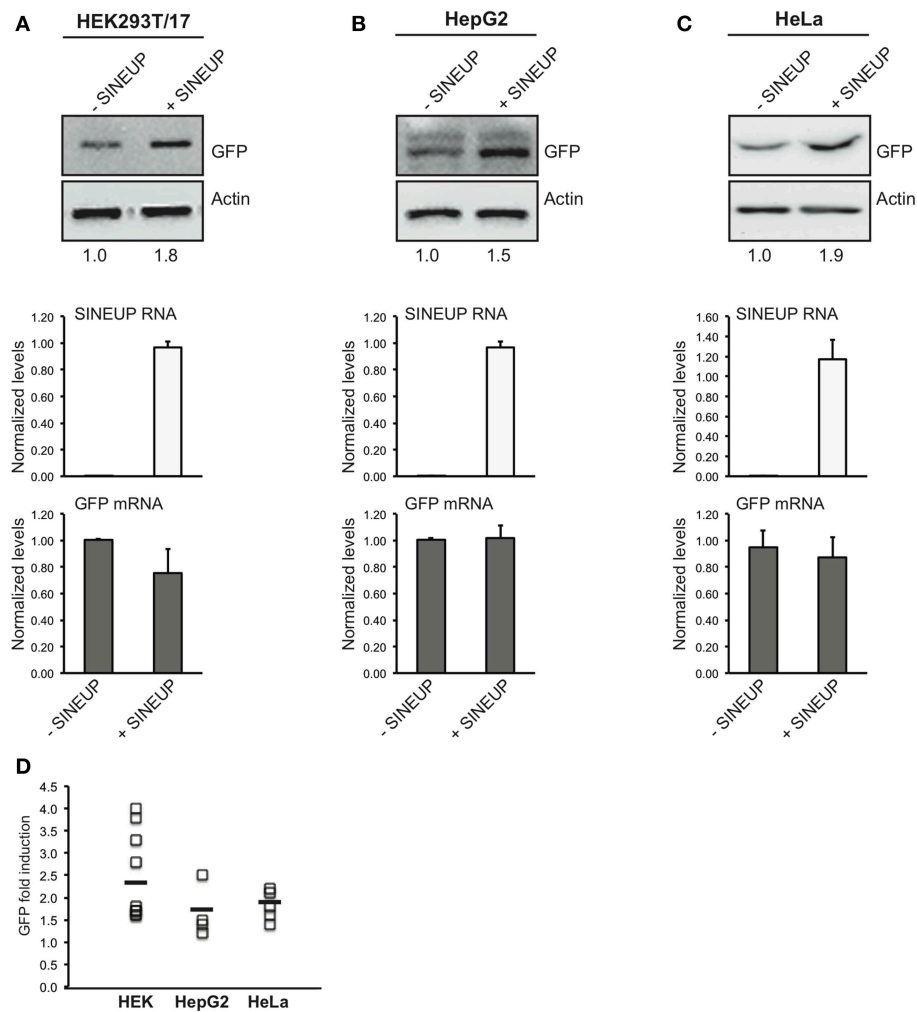 A
HEK293T/17
- SINEUP
+ SINEUP
GFP
Actin
1.0 1.8
SINEUP RNA
Normalized levels
1.20
1.00
0.80
0.60
0.40
0.20
0.00
GFP mRNA
Normalized levels
1.20
1.00
0.80
0.60
0.40
0.20
0.00
- SINEUP
+ SINEUP
B
HepG2
- SINEUP
+ SINEUP
GFP
Actin
1.0 1.5
SINEUP RNA
Normalized levels
1.20
1.00
0.80
0.60
0.40
0.20
0.00
GFP mRNA
Normalized levels
1.20
1.00
0.80
0.60
0.40
0.20
0.00
- SINEUP
+ SINEUP
C
HeLa
- SINEUP
+ SINEUP
GFP
Actin
1.0 1.9
SINEUP RNA
Normalized levels
1.60
1.40
1.20
1.00
0.80
0.60
0.40
0.20
0.00
GFP mRNA
Normalized levels
1.20
1.00
0.80
0.60
0.40
0.20
0.00
- SINEUP
+ SINEUP
D
GFP fold induction
4.5
4.0
3.5
3.0
2.5
2.0
1.5
1.0
0.5
0.0
HEK HepG2 HeLa